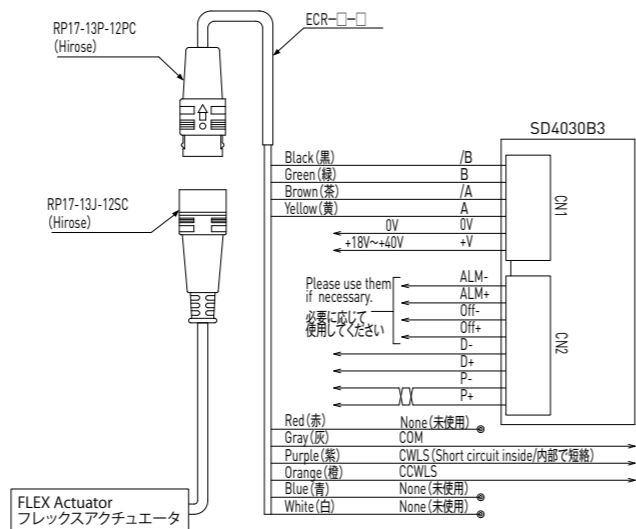 RP17-13P-12PC
(Hirose)
ECR-□-□
SD4030B3
RP17-13J-12SC
(Hirose)
Black(黒) /B
Green(緑) B
Brown(茶) /A
Yellow(黄) A
0V 0V
+18V~+40V +V
CN1
Please use them
if necessary.
必要に応じて
使用してください
ALM-
ALM+
Off-
Off+
D-
D+
P-
P+
CN2
Red(赤) None(未使用)
Gray(灰) COM
Purple(紫) CWLS(Short circuit inside/内部で短絡)
Orange(橙) CCWLS
Blue(青) None(未使用)
White(白) None(未使用)
FLEX Actuator
フレックスアクチュエータ